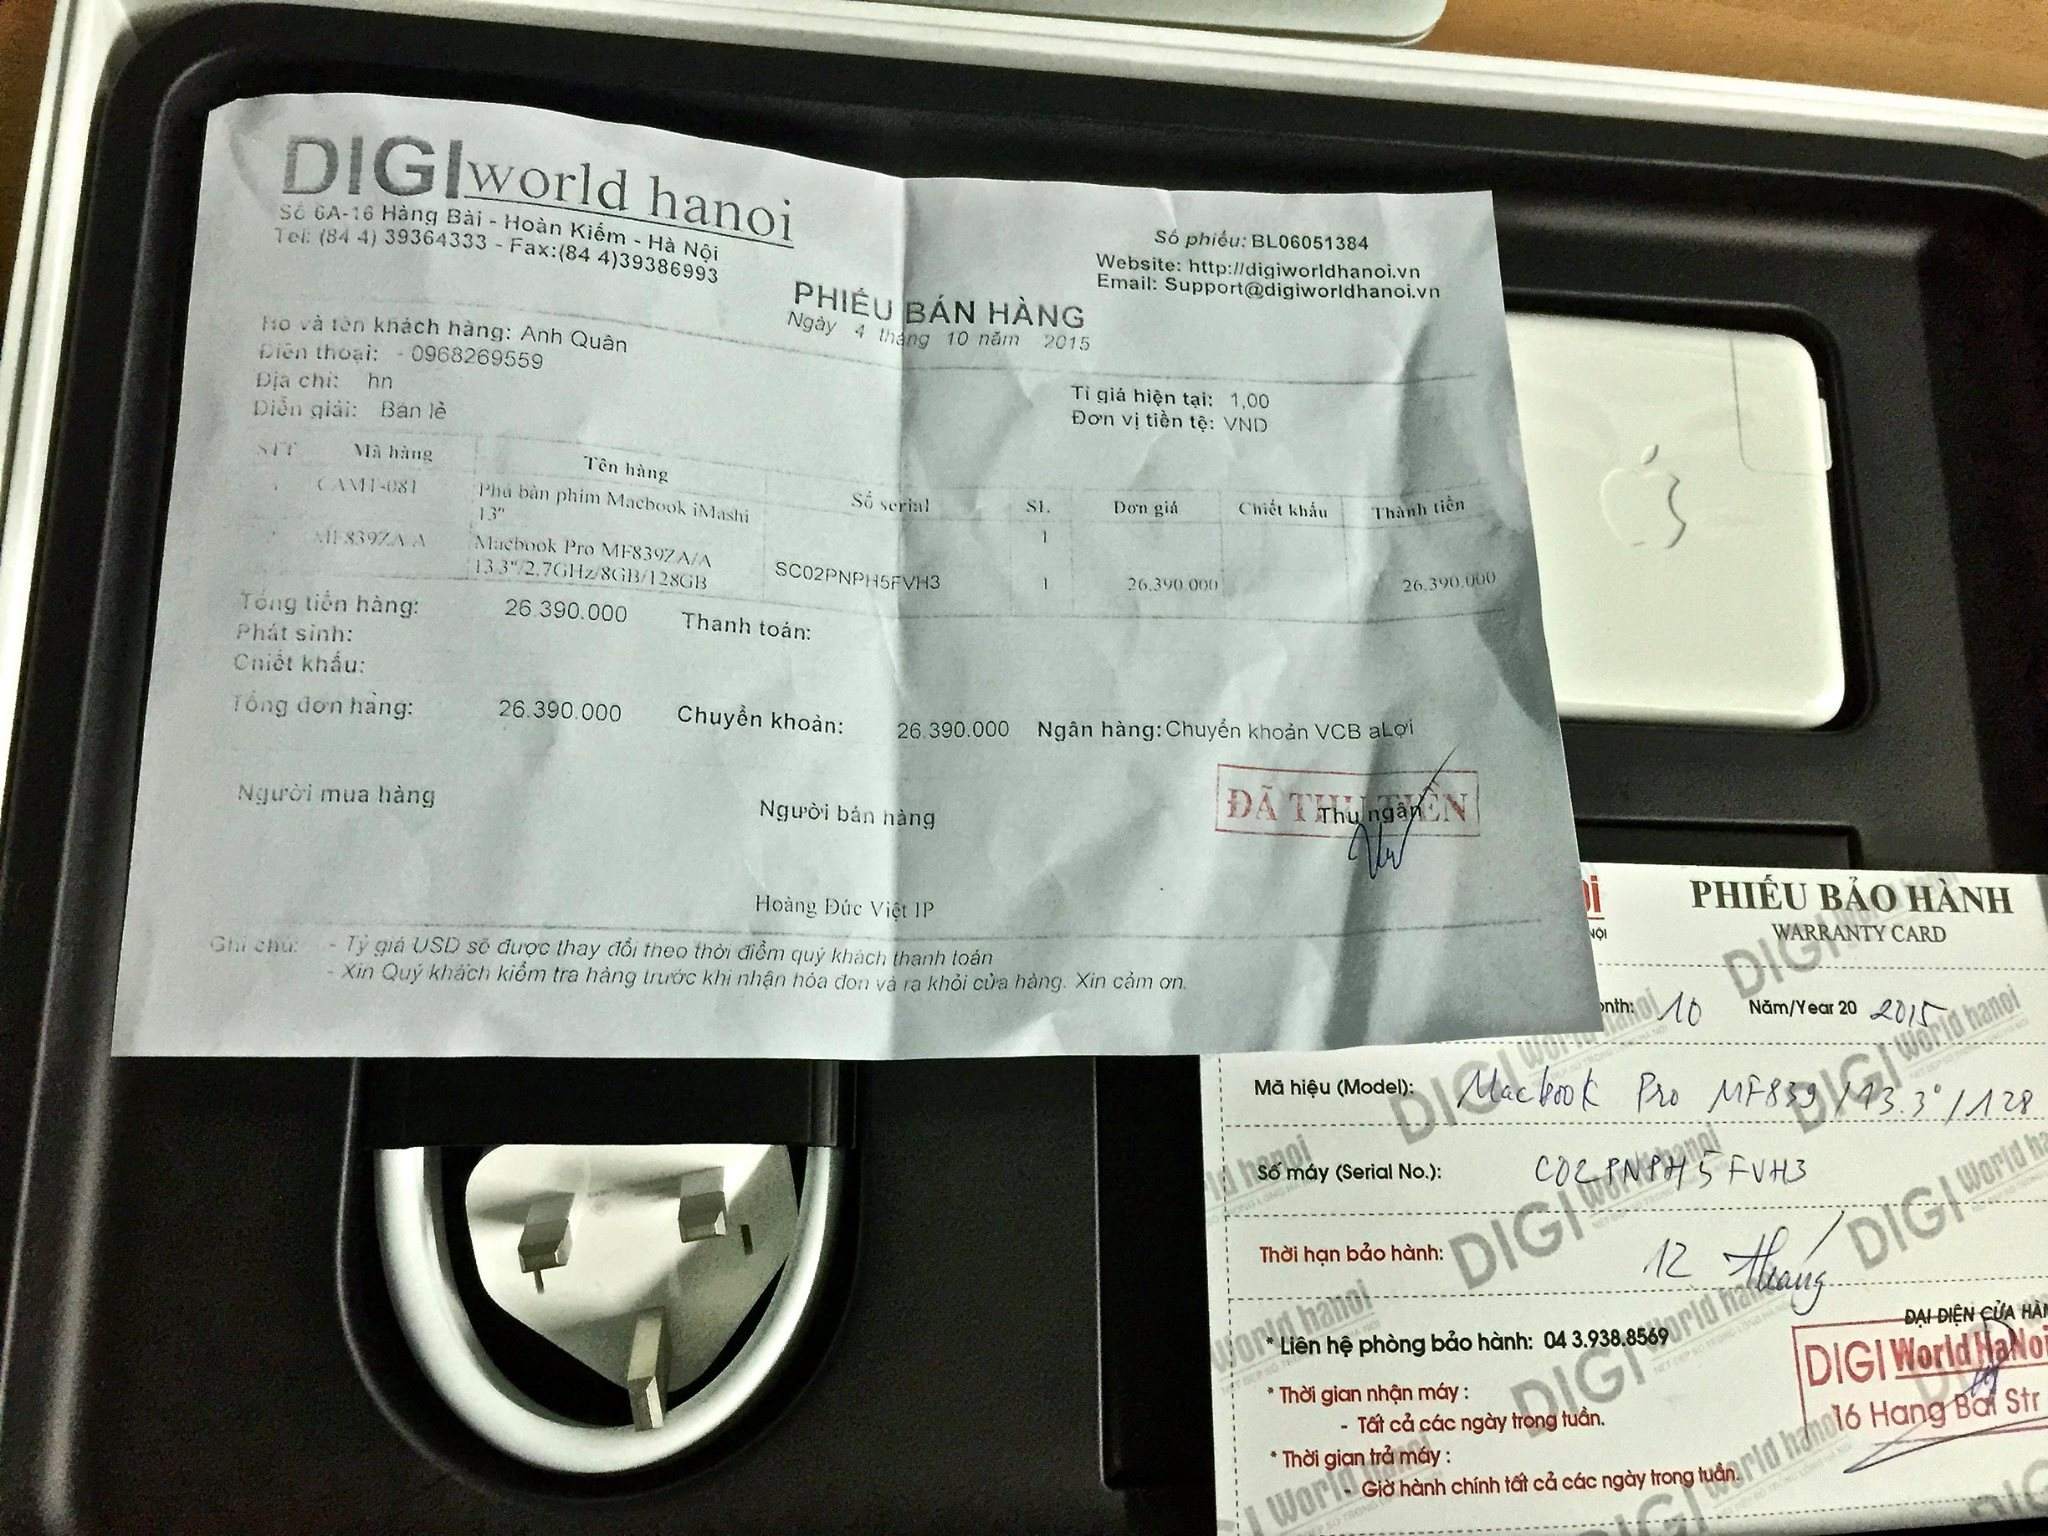 DIGIworld hanoi
Số 6A-16 Hàng Bài - Hoàn Kiếm - Hà Nội
Tel: (84 4) 39364333 - Fax:(84 4)39386993
Số phiếu: BL06051384
Website: http://digiworldhanoi.vn
Email: Support@digiworldhanoi.vn
PHIẾU BÁN HÀNG
Ngày 4 tháng 10 năm 2015
Họ và tên khách hàng: Anh Quân
Điện thoại: - 0968269559
Địa chỉ: hn
Diễn giải: Bán lẻ
Tỉ giá hiện tại: 1,00
Đơn vị tiền tệ: VND
STT Mã hàng Tên hàng Số serial SL Đơn giá Chiết khấu Thành tiền
CAM1-081 Phủ bàn phím Macbook iMashi 13" 1
MF839ZA/A Macbook Pro MF839ZA/A SC02PNPH5FVH3 1 26.390.000 26.390.000
13.3"/2.7GHz/8GB/128GB
Tổng tiền hàng: 26.390.000 Thanh toán:
Phát sinh:
Chiết khấu:
Tổng đơn hàng: 26.390.000 Chuyển khoản: 26.390.000 Ngân hàng: Chuyển khoản VCB aLợi
Người mua hàng Người bán hàng Thu ngân
ĐÃ THU TIỀN
Hoàng Đức Việt IP
Ghi chú: - Tỷ giá USD sẽ được thay đổi theo thời điểm quý khách thanh toán
- Xin Quý khách kiểm tra hàng trước khi nhận hóa đơn và ra khỏi cửa hàng. Xin cảm ơn.
PHIẾU BẢO HÀNH
WARRANTY CARD
10 Năm/Year 20 2015
Mã hiệu (Model): Macbook Pro MF839/13.3"/128
Số máy (Serial No.): C02PNPH5FVH3
Thời hạn bảo hành: 12 tháng
ĐẠI DIỆN CỬA HÀN
* Liên hệ phòng bảo hành: 04 3.938.8569
DIGI World HaNoi
16 Hang Bai Str
* Thời gian nhận máy :
- Tất cả các ngày trong tuần.
* Thời gian trả máy :
- Giờ hành chính tất cả các ngày trong tuần.